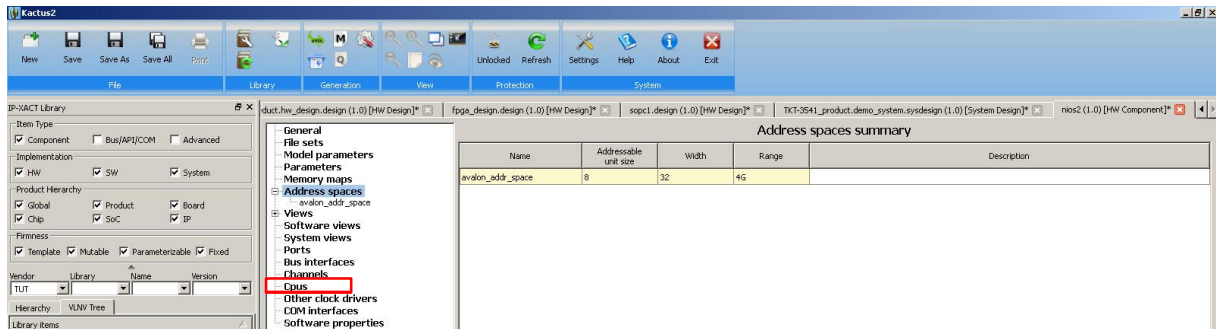 Kactus2
New Save Save As Save All Print
M
Q
Unlocked Refresh
Settings Help About Exit
File Library Generation View Protection System
IP-XACT Library
duct.hw_design.design (1.0) [HW Design]*
fpga_design.design (1.0) [HW Design]*
sopc1.design (1.0) [HW Design]*
TKT-3541_product.demo_system.sysdesign (1.0) [System Design]*
nios2 (1.0) [HW Component]*
Item Type
Component Bus/API/COM Advanced
Implementation
HW SW System
Product Hierarchy
Global Product Board
Chip SoC IP
Firmness
Template Mutable Parameterizable Fixed
Vendor Library Name Version
TUT
Hierarchy VLNV Tree
Library items
General
File sets
Model parameters
Parameters
Memory maps
Address spaces
avalon_addr_space
Views
Software views
System views
Ports
Bus interfaces
Channels
Cpus
Other clock drivers
COM interfaces
Software properties
Address spaces summary
Name Addressable unit size Width Range Description
avalon_addr_space 8 32 4G